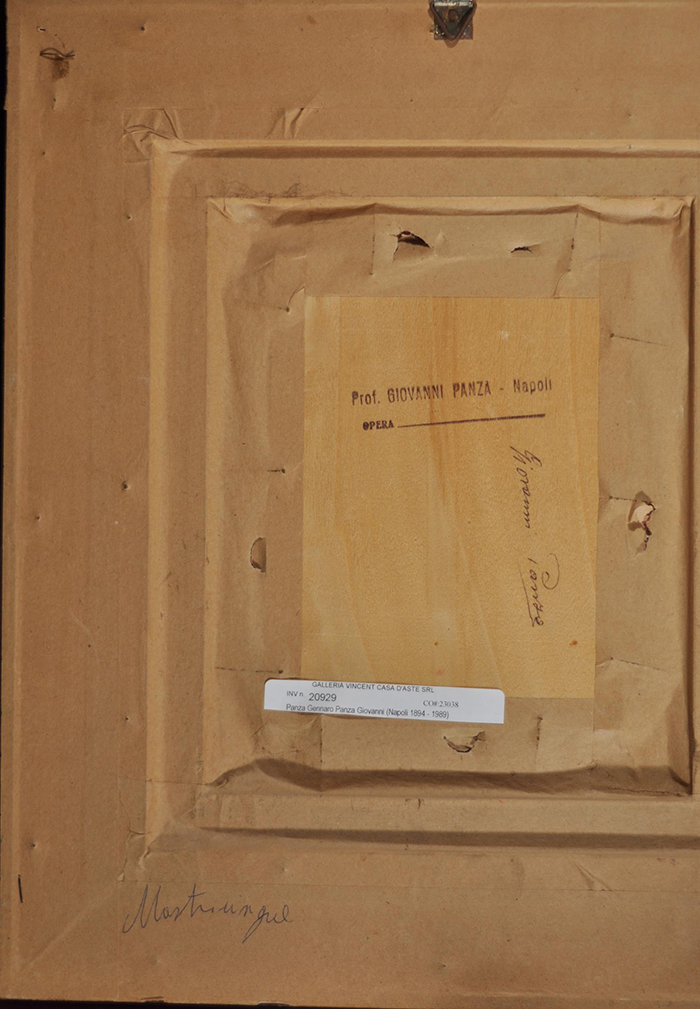 Prof. GIOVANNI PANZA - Napoli
OPERA
Giovanni Panza
GALLERIA VINCENT CASA D'ASTE SRL
INV n. 20929
CO# 23038
Panza Gennaro Panza Giovanni (Napoli 1894 - 1989)